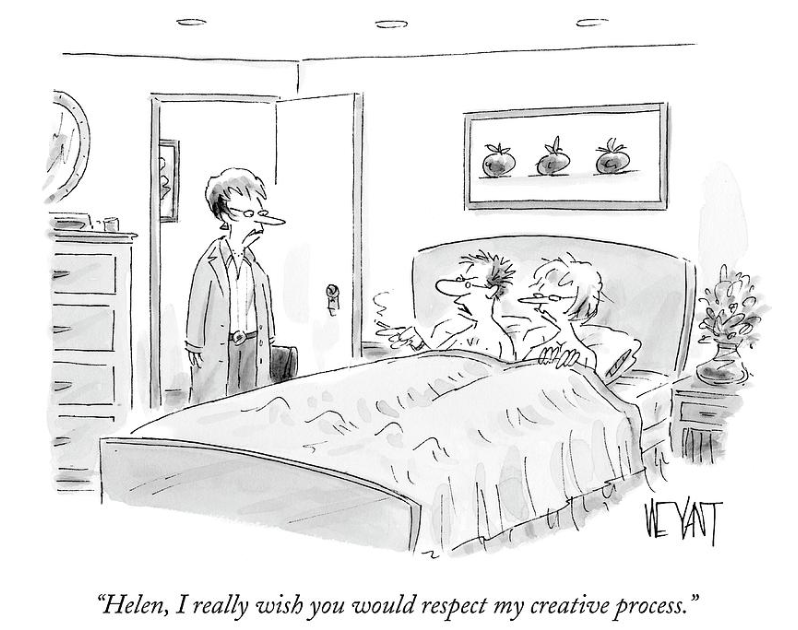 WEYANT
“Helen, I really wish you would respect my creative process.”